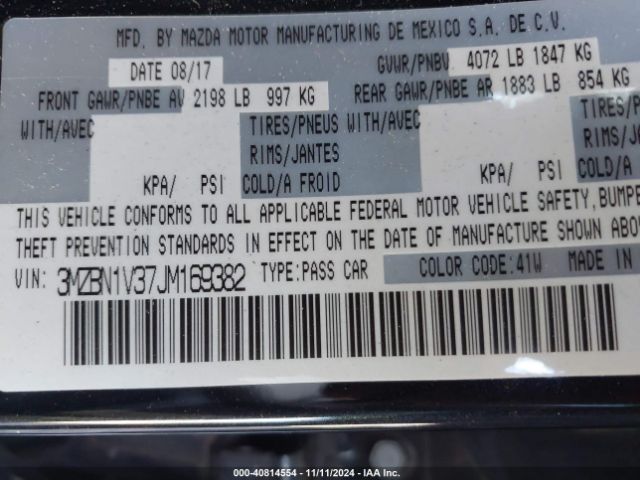 MFD. BY MAZDA MOTOR MANUFACTURING DE MEXICO S.A. DE C.V.
DATE 08/17 GVWR/PNBV 4072 LB 1847 KG
FRONT GAWR/PNBE AV 2198 LB 997 KG REAR GAWR/PNBE AR 1883 LB 854 KG
WITH/AVEC TIRES/PNEUS WITH/AVEC TIRES/
RIMS/JANTES RIMS/J
KPA/ PSI COLD/A FROID KPA/ PSI COLD/A
THIS VEHICLE CONFORMS TO ALL APPLICABLE FEDERAL MOTOR VEHICLE SAFETY, BUMPE
THEFT PREVENTION STANDARDS IN EFFECT ON THE DATE OF MANUFACTURE SHOWN ABOV
VIN: 3MZBN1V37JM169382 TYPE:PASS CAR COLOR CODE:41W MADE IN
000-40814554 - 11/11/2024 - IAA Inc.